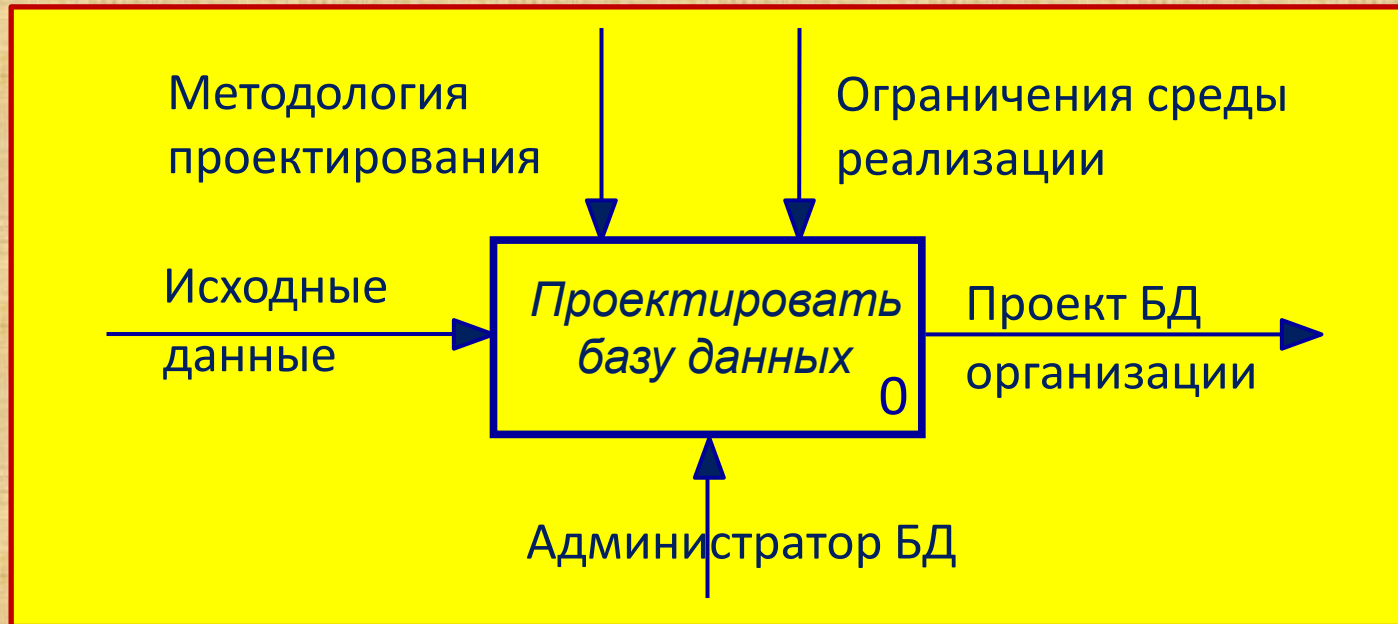 Методология
проектирования
Ограничения среды
реализации
Исходные
данные
Проектировать
базу данных
0
Проект БД
организации
Администратор БД